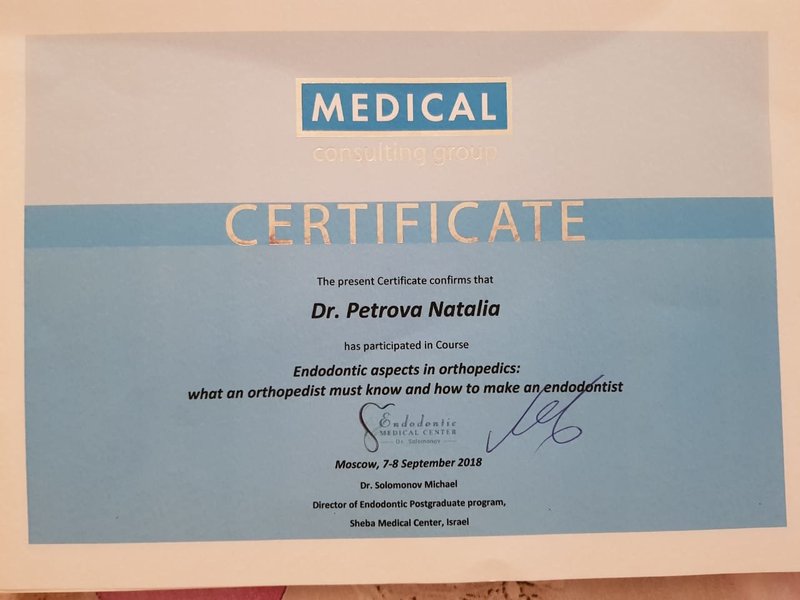 MEDICAL
consulting group
CERTIFICATE
The present Certificate confirms that
Dr. Petrova Natalia
has participated in Course
Endodontic aspects in orthopedics:
what an orthopedist must know and how to make an endodontist
Endodontic
MEDICAL CENTER
Dr. Solomonov
Moscow, 7-8 September 2018
Dr. Solomonov Michael
Director of Endodontic Postgraduate program,
Sheba Medical Center, Israel